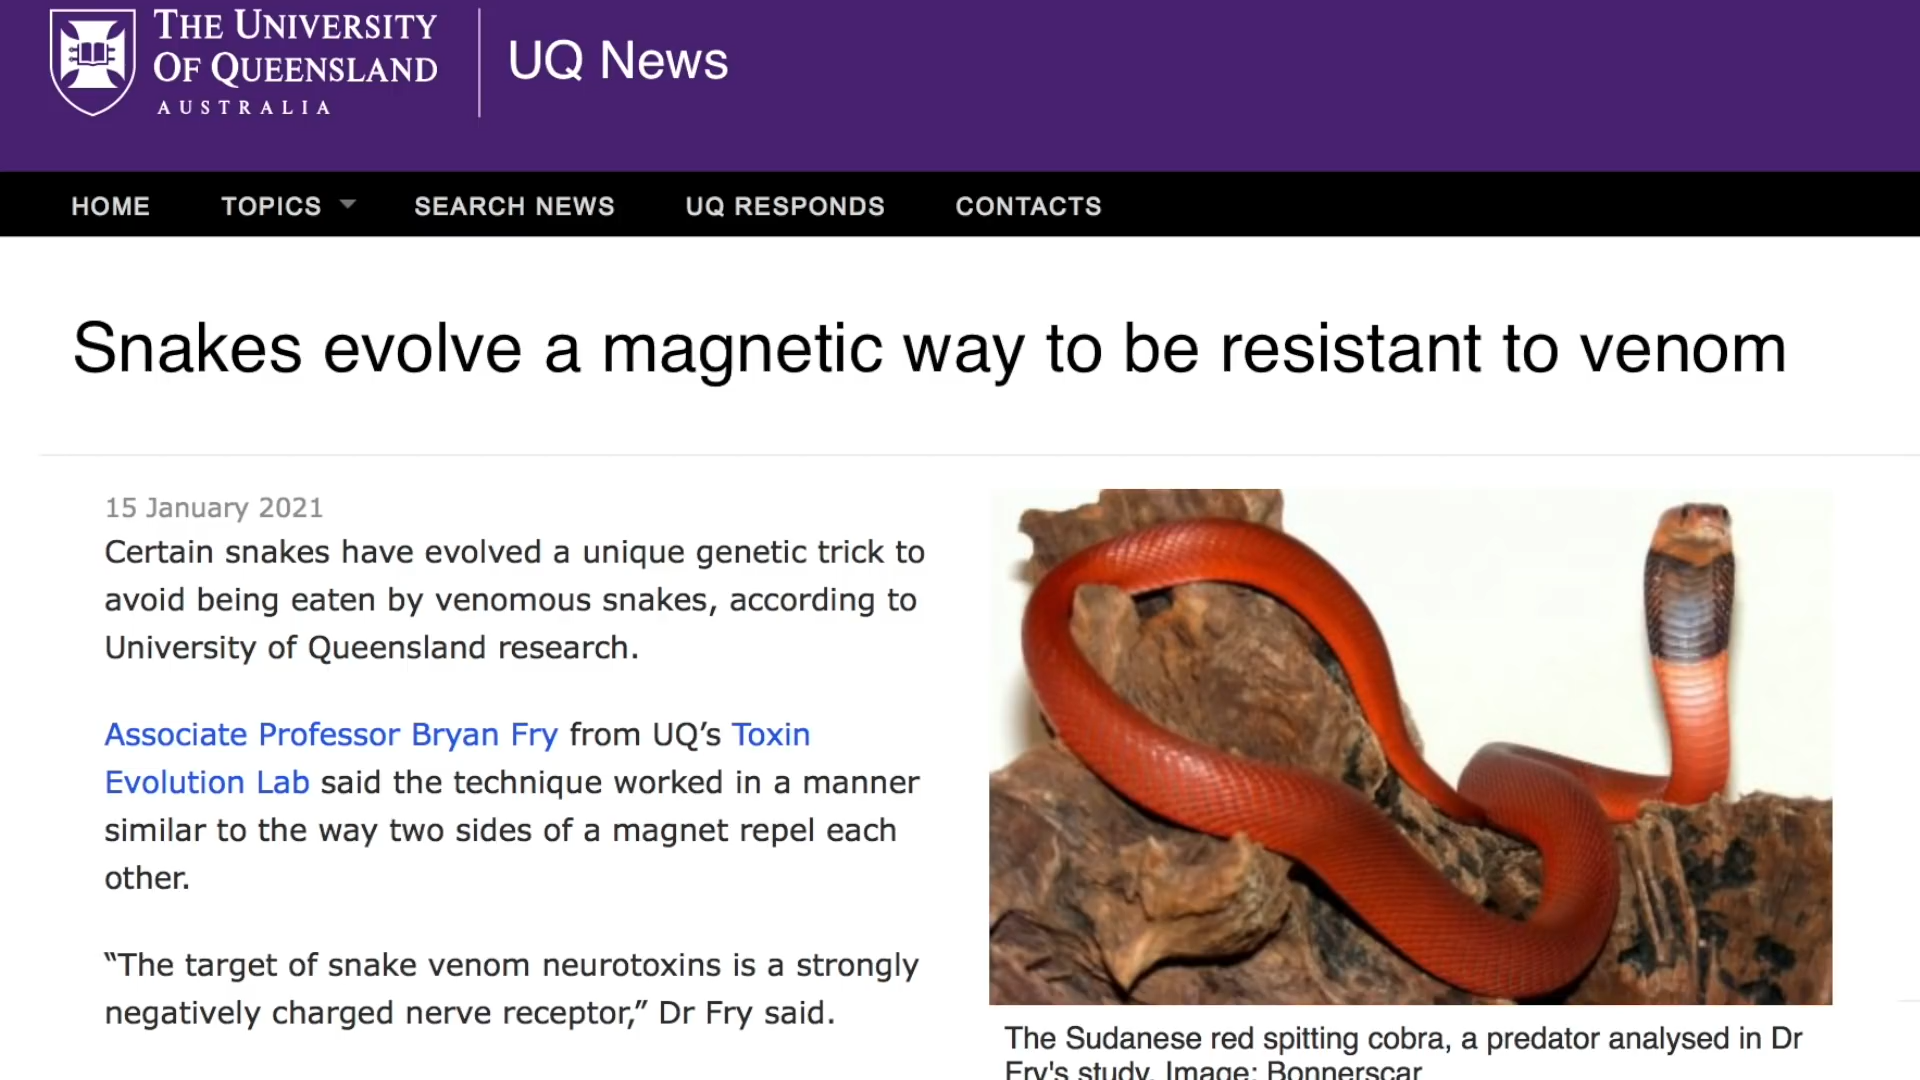 THE UNIVERSITY
OF QUEENSLAND
AUSTRALIA
UQ News
HOME TOPICS SEARCH NEWS UQ RESPONDS CONTACTS
Snakes evolve a magnetic way to be resistant to venom
15 January 2021
Certain snakes have evolved a unique genetic trick to
avoid being eaten by venomous snakes, according to
University of Queensland research.
Associate Professor Bryan Fry from UQ’s Toxin
Evolution Lab said the technique worked in a manner
similar to the way two sides of a magnet repel each
other.
“The target of snake venom neurotoxins is a strongly
negatively charged nerve receptor,” Dr Fry said.
The Sudanese red spitting cobra, a predator analysed in Dr
Fry's study. Image: Bonnerscar